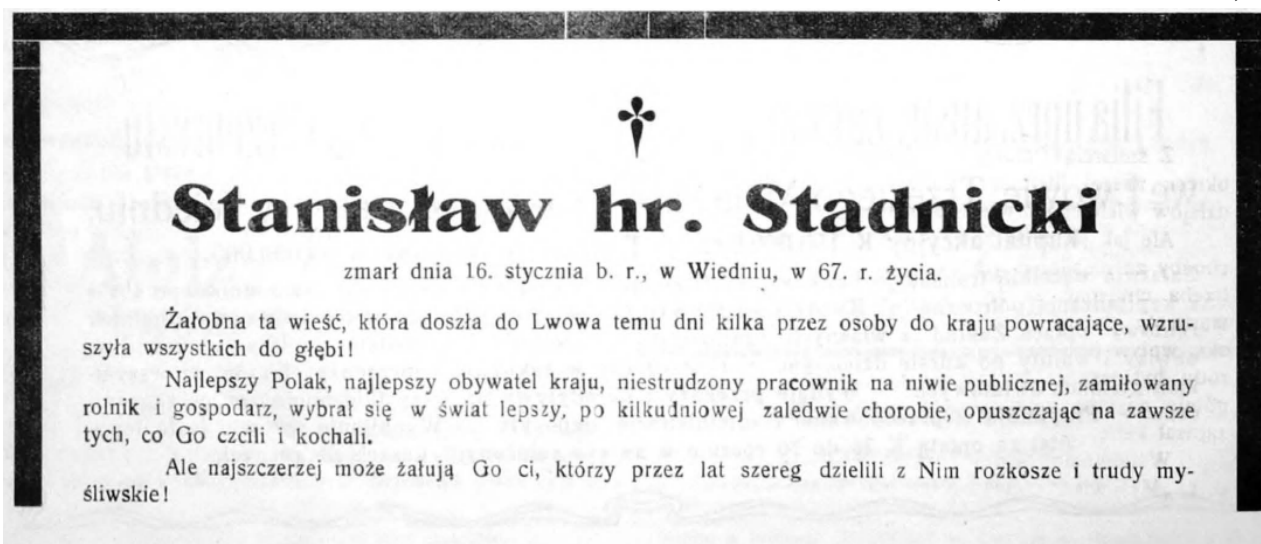 †
Stanisław hr. Stadnicki
zmarł dnia 16. stycznia b. r., w Wiedniu, w 67. r. życia.
Żałobna ta wieść, która doszła do Lwowa temu dni kilka przez osoby do kraju powracające, wzru-
szyła wszystkich do głębi!
Najlepszy Polak, najlepszy obywatel kraju, niestrudzony pracownik na niwie publicznej, zamiłowany
rolnik i gospodarz, wybrał się w świat lepszy, po kilkudniowej zaledwie chorobie, opuszczając na zawsze
tych, co Go czcili i kochali.
Ale najszczerzej może żałują Go ci, którzy przez lat szereg dzielili z Nim rozkosze i trudy my-
śliwskie!